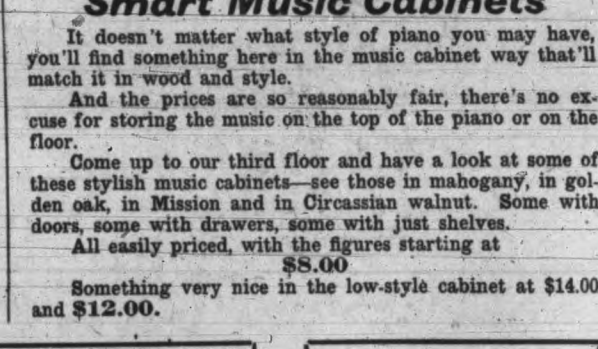 Smart Music Cabinets
It doesn't matter what style of piano you may have,
you'll find something here in the music cabinet way that'll
match it in wood and style.
And the prices are so reasonably fair, there's no ex-
cuse for storing the music on the top of the piano or on the
floor.
Come up to our third floor and have a look at some of
these stylish music cabinets—see those in mahogany, in gol-
den oak, in Mission and in Circassian walnut. Some with
doors, some with drawers, some with just shelves.
All easily priced, with the figures starting at
$8.00
Something very nice in the low-style cabinet at $14.00
and $12.00.